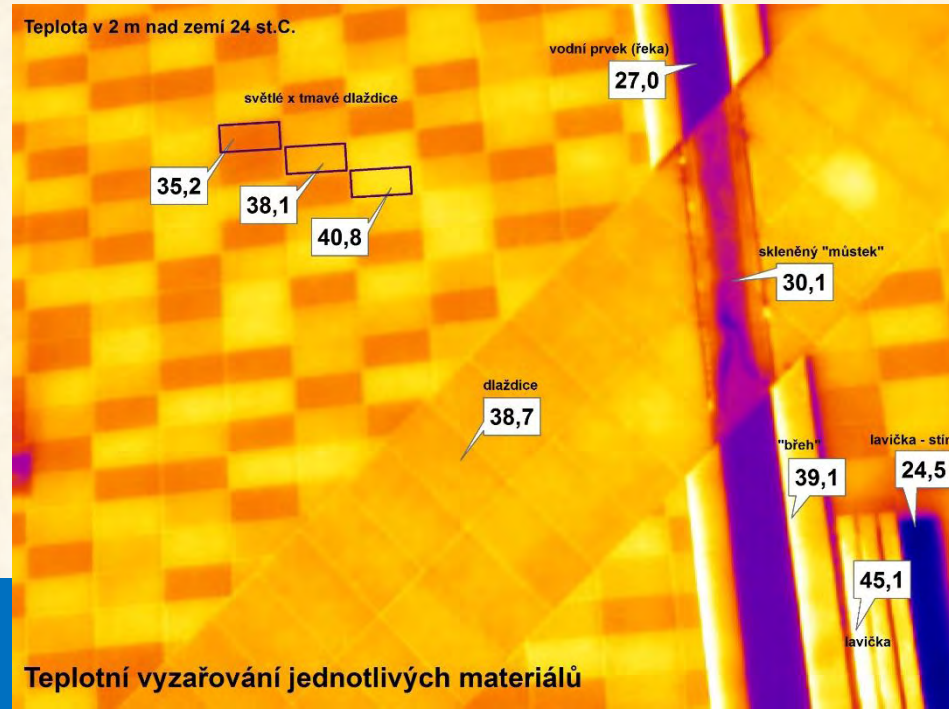 Teplota v 2 m nad zemí 24 st.C.
vodní prvek (řeka)
27,0
světlé x tmavé dlaždice
35,2
38,1
40,8
skleněný "můstek"
30,1
dlaždice
38,7
"břeh"
39,1
lavička - stín
24,5
45,1
lavička
Teplotní vyzařování jednotlivých materiálů